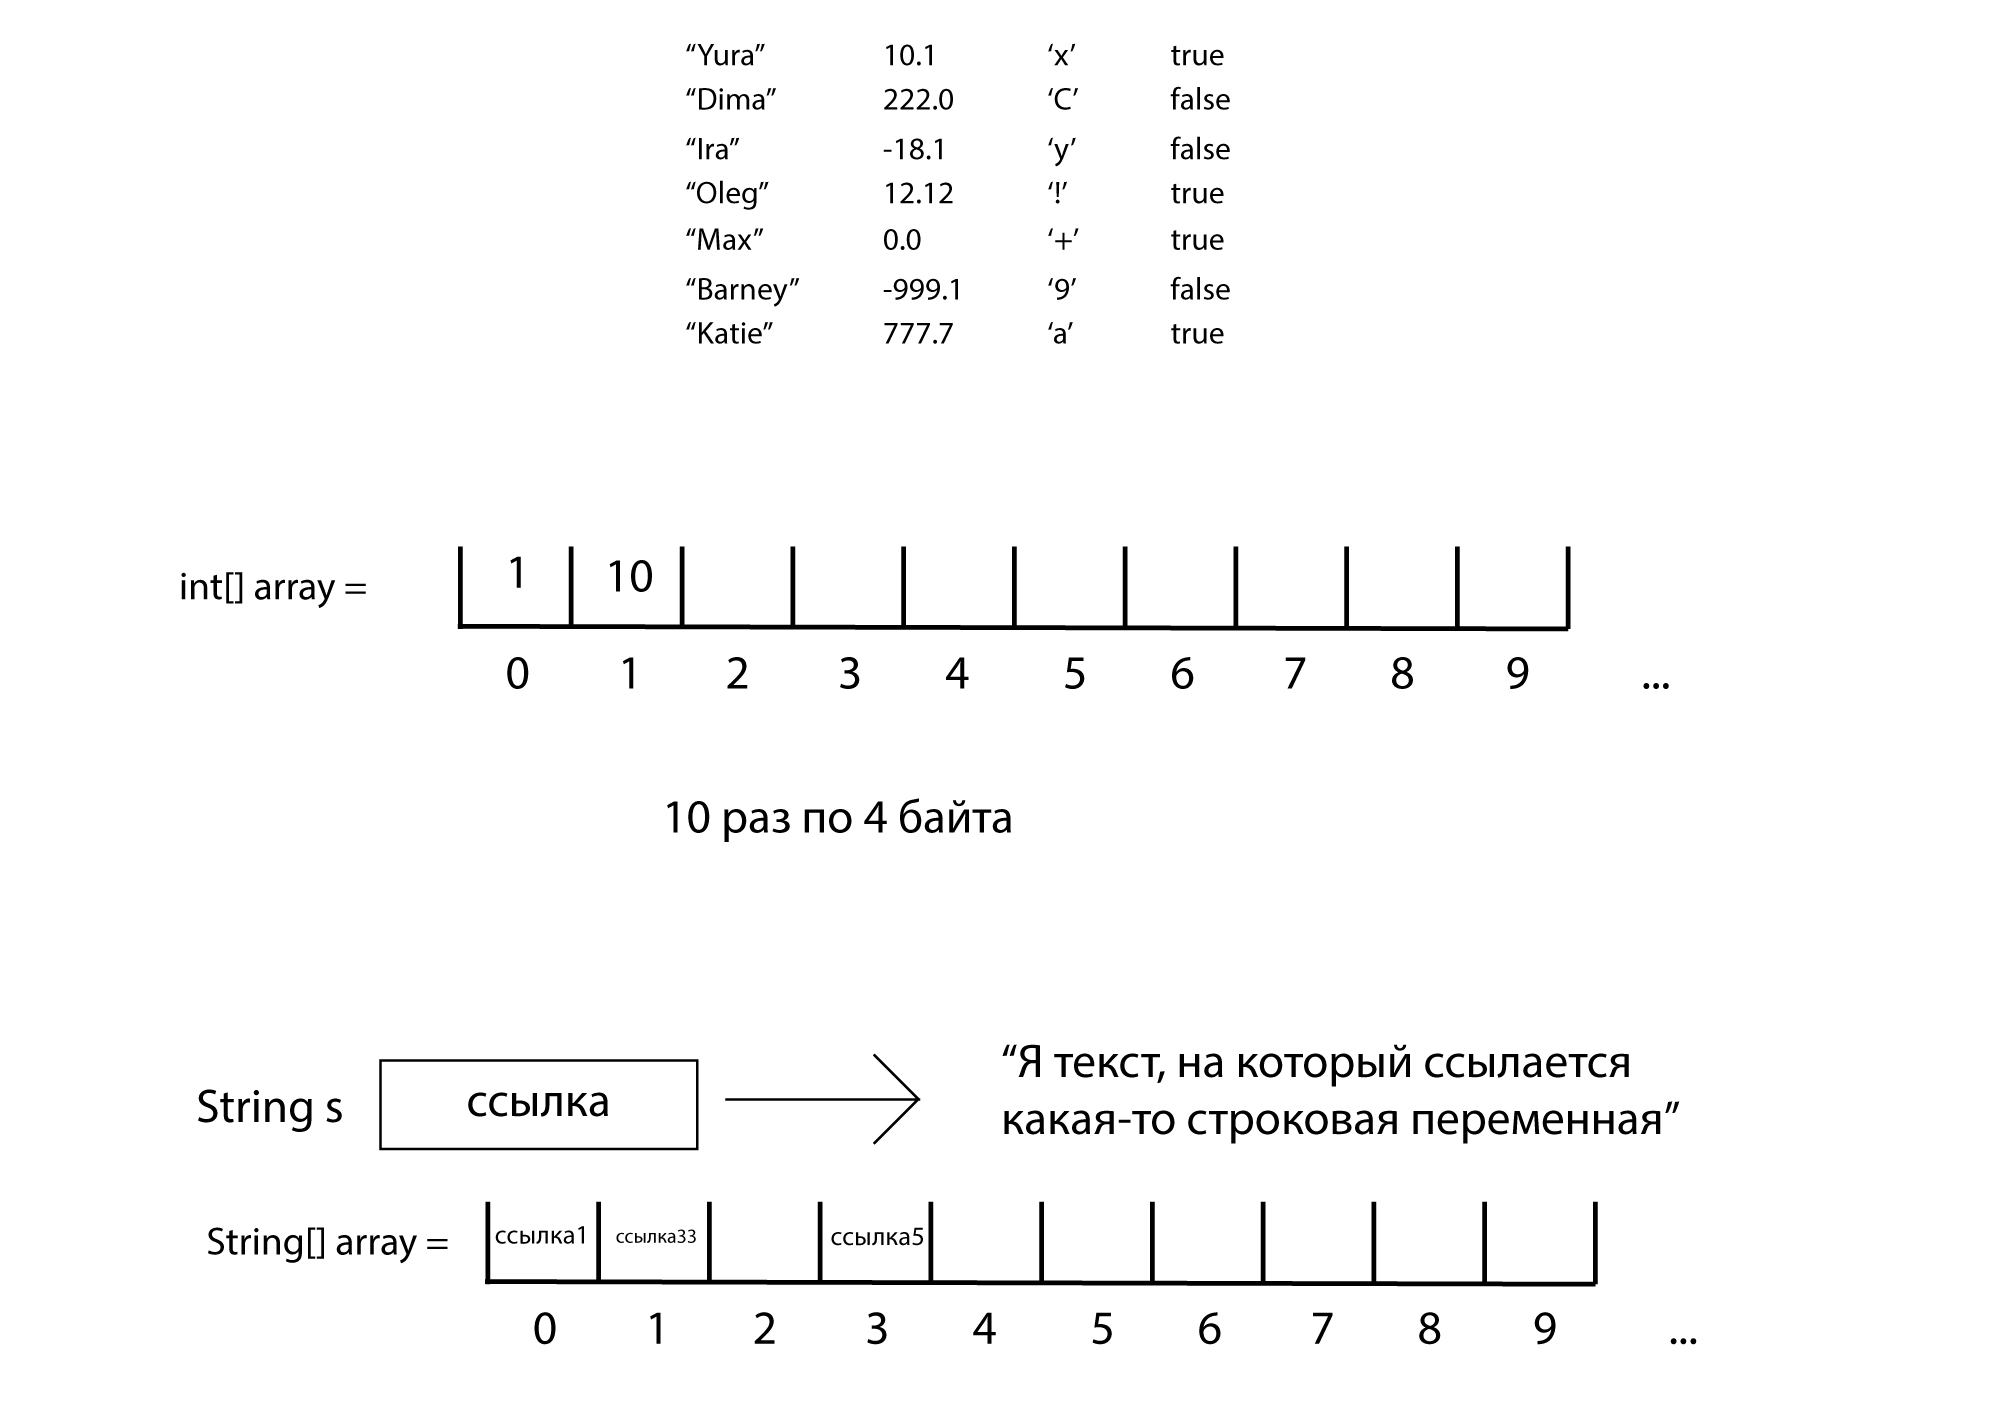 “Yura” 10.1 ‘x’ true
“Dima” 222.0 ‘C’ false
“Ira” -18.1 ‘y’ false
“Oleg” 12.12 ‘!’ true
“Max” 0.0 ‘+’ true
“Barney” -999.1 ‘9’ false
“Katie” 777.7 ‘a’ true
int[] array = 1 10
0 1 2 3 4 5 6 7 8 9 ...
10 раз по 4 байта
“Я текст, на который ссылается
String s ссылка
какая-то строковая переменная”
String[] array = ссылка1 ссылка33 ссылка5
0 1 2 3 4 5 6 7 8 9 ...